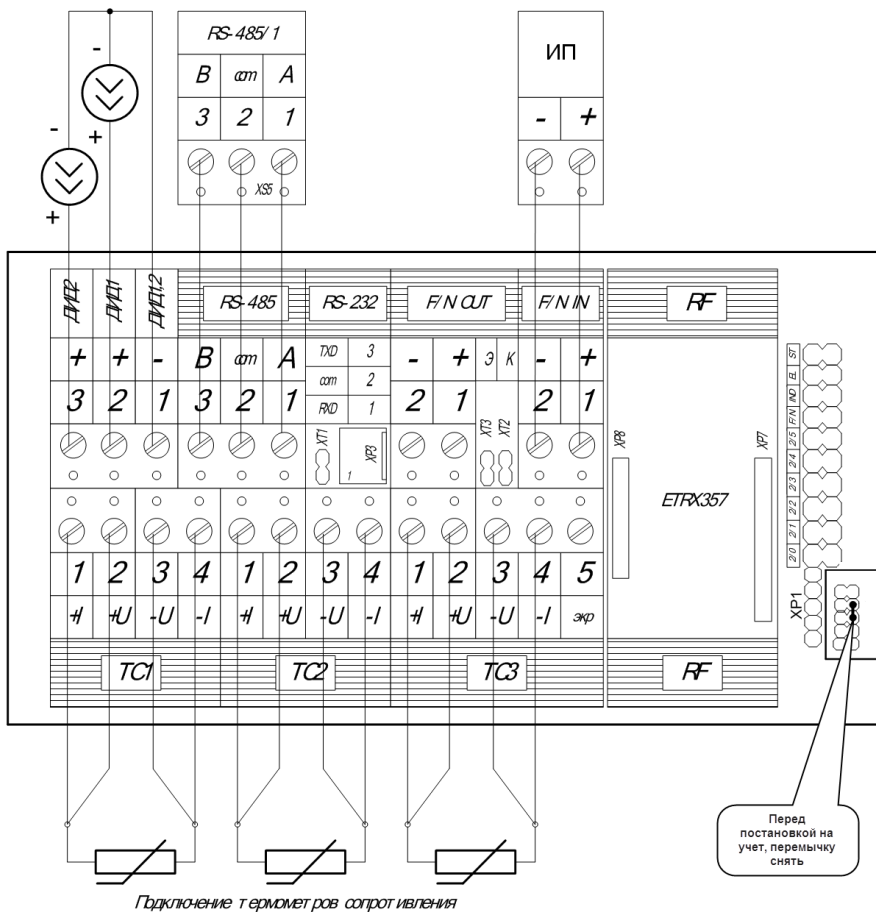 RS-485/1
B com A
3 2 1
XS5
ИП
- +
- +
- +
ДИД2 ДИД1 ДИД1,2
RS-485 RS-232 F/N OUT F/N IN RF
+ + - B com A TXD 3 - + Э К - +
com 2
3 2 1 3 2 1 RXD 1 2 1 2 1
XT1 1 XP3 XT3 XT2
XP8 ETRX357 XP7
ST EL IND F/N 2/5 2/4 2/3 2/2 2/1 2/0
XP1
1 2 3 4 1 2 3 4 1 2 3 4 5
+I +U -U -I +I +U -U -I +I +U -U -I экр
TC1 TC2 TC3 RF
Перед
постановкой на
учет, перемычку
снять
Подключение термометров сопротивления